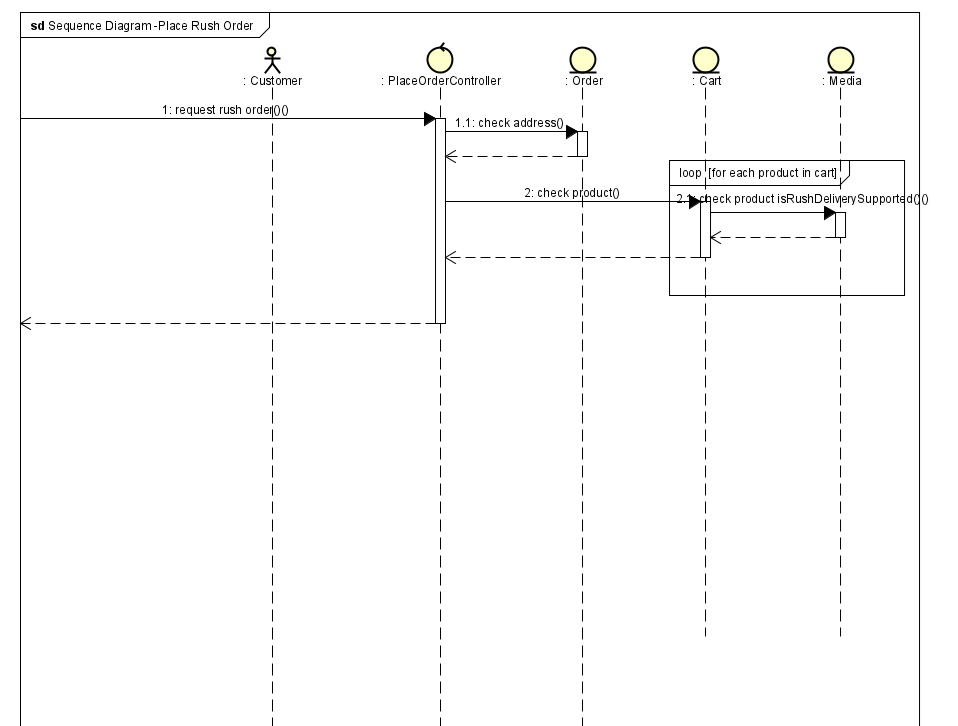 sd Sequence Diagram-Place Rush Order
: Customer
: PlaceOrderController
: Order
: Cart
: Media
1: request rush order()()
1.1: check address()
loop [for each product in cart]
2: check product()
2.1: check product isRushDeliverySupported()()